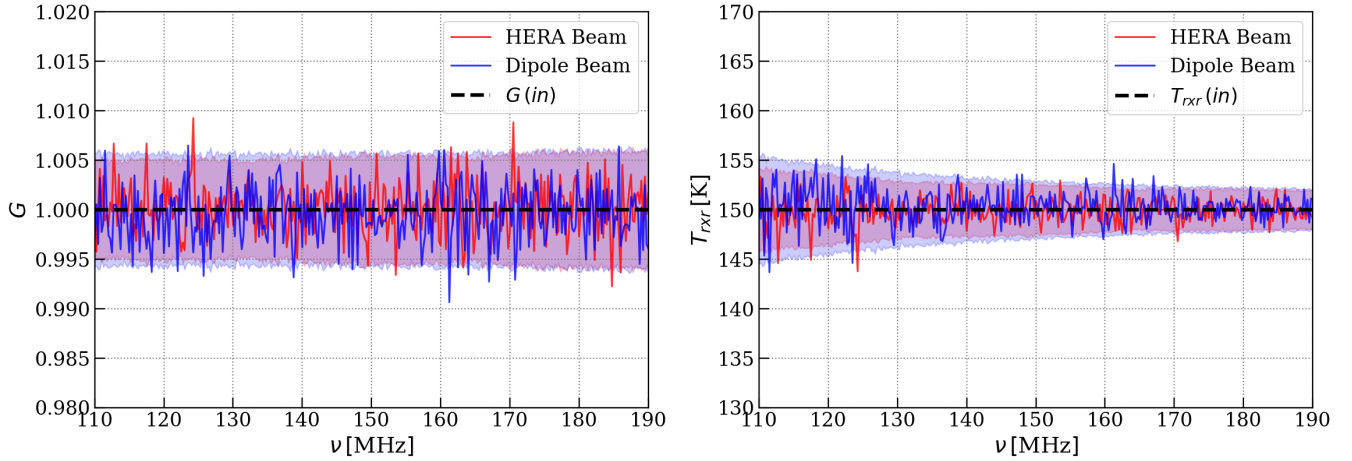 1.020
1.015
1.010
1.005
1.000
0.995
0.990
0.985
0.980
G
110 120 130 140 150 160 170 180 190
ν [MHz]
HERA Beam
Dipole Beam
G (in)
170
165
160
155
150
145
140
135
130
T_rxr [K]
110 120 130 140 150 160 170 180 190
ν [MHz]
HERA Beam
Dipole Beam
T_rxr (in)